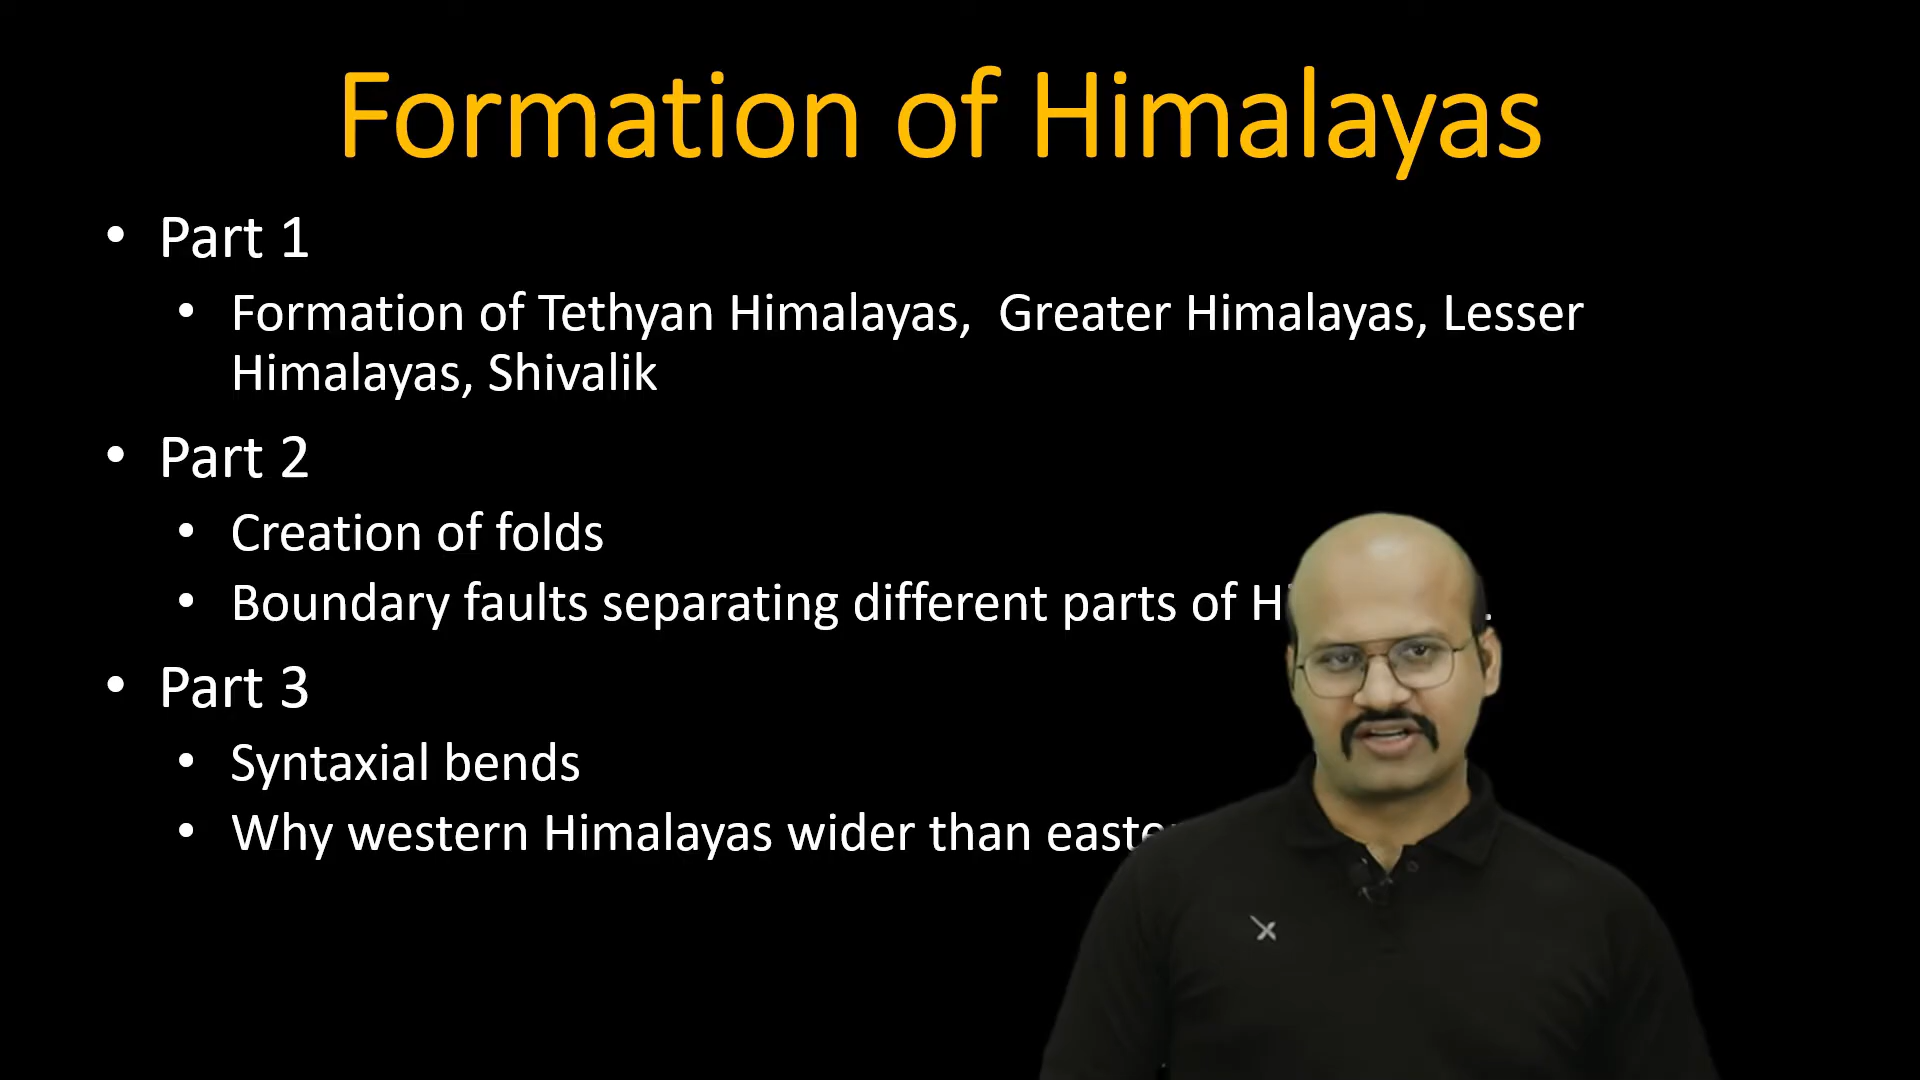 Formation of Himalayas
• Part 1
• Formation of Tethyan Himalayas, Greater Himalayas, Lesser
Himalayas, Shivalik
• Part 2
• Creation of folds
• Boundary faults separating different parts of
• Part 3
• Syntaxial bends
• Why western Himalayas wider than